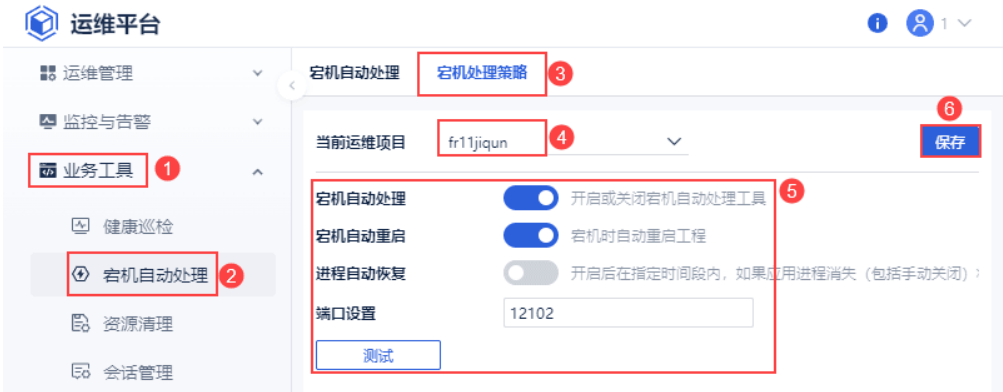 运维平台
1
运维管理
监控与告警
业务工具 1
健康巡检
宕机自动处理 2
资源清理
会话管理
宕机自动处理 宕机处理策略 3
6
当前运维项目 fr11jiqun 4 保存
5
宕机自动处理 开启或关闭宕机自动处理工具
宕机自动重启 宕机时自动重启工程
进程自动恢复 开启后在指定时间段内，如果应用进程消失（包括手动关闭）
端口设置 12102
测试